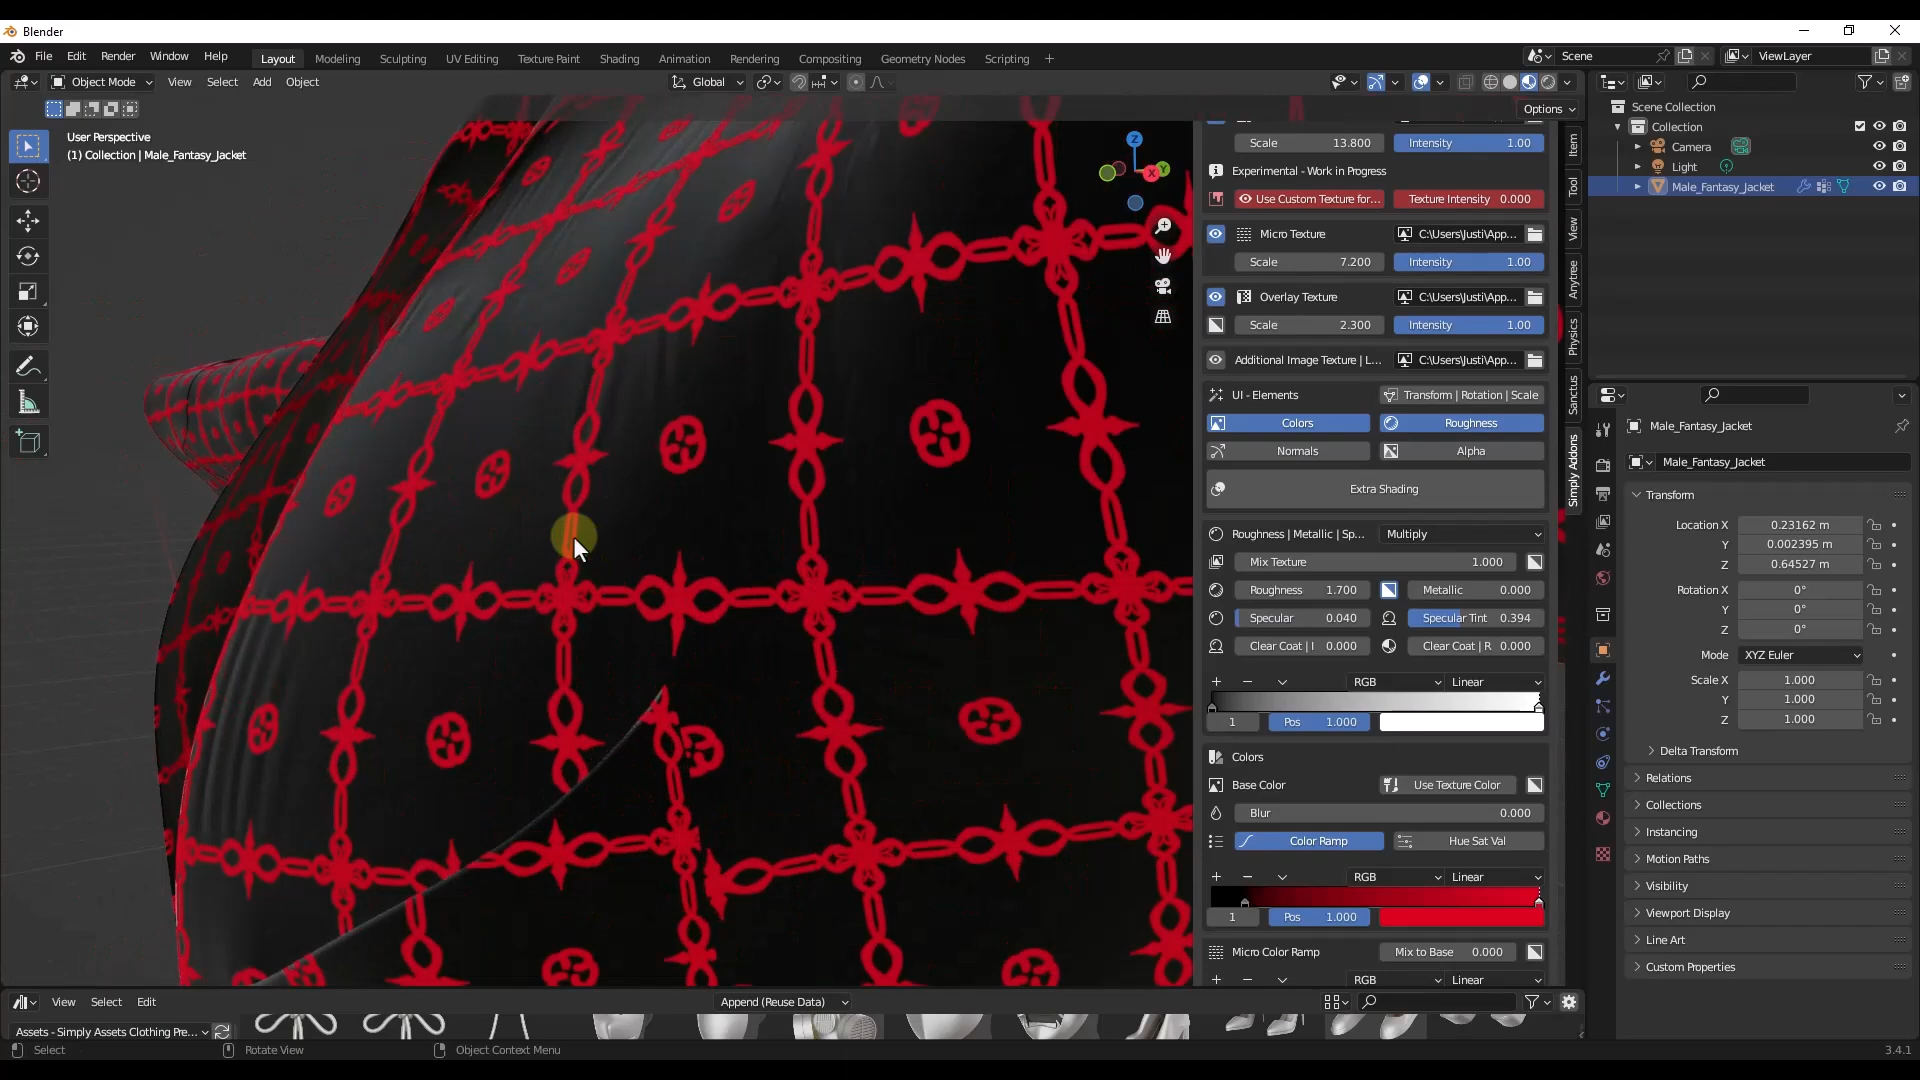 Blender
File Edit Render Window Help Layout Modeling Sculpting UV Editing Texture Paint Shading Animation Rendering Compositing Geometry Nodes Scripting + Scene ViewLayer
Object Mode View Select Add Object Global
Options
User Perspective
(1) Collection | Male_Fantasy_Jacket
Z
Y
X
Scale 13.800 Intensity 1.00
Experimental - Work in Progress
Use Custom Texture for... Texture Intensity 0.000
Micro Texture C:\Users\Justi\App...
Scale 7.200 Intensity 1.00
Overlay Texture C:\Users\Justi\App...
Scale 2.300 Intensity 1.00
Additional Image Texture | L... C:\Users\Justi\App...
UI - Elements Transform | Rotation | Scale
Colors Roughness
Normals Alpha
Extra Shading
Roughness | Metallic | Sp... Multiply
Mix Texture 1.000
Roughness 1.700 Metallic 0.000
Specular 0.040 Specular Tint 0.394
Clear Coat | I 0.000 Clear Coat | R 0.000
+ − RGB Linear
1 Pos 1.000
Colors
Base Color Use Texture Color
Blur 0.000
Color Ramp Hue Sat Val
+ − RGB Linear
1 Pos 1.000
Micro Color Ramp Mix to Base 0.000
+ − RGB Linear
Item
Tool
View
Anytree
Physics
Sanctus
Simply Addons
Scene Collection
Collection
Camera
Light
Male_Fantasy_Jacket
Male_Fantasy_Jacket
Male_Fantasy_Jacket
Transform
Location X 0.23162 m
Y 0.002395 m
Z 0.64527 m
Rotation X 0°
Y 0°
Z 0°
Mode XYZ Euler
Scale X 1.000
Y 1.000
Z 1.000
Delta Transform
Relations
Collections
Instancing
Motion Paths
Visibility
Viewport Display
Line Art
Custom Properties
View Select Edit Append (Reuse Data)
Assets - Simply Assets Clothing Pre...
Select Rotate View Object Context Menu 3.4.1